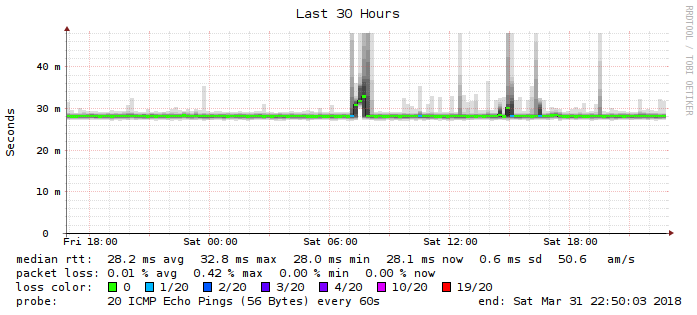 Last 30 Hours
RRDTOOL / TOBI OETIKER
Seconds
40 m
30 m
20 m
10 m
0
Fri 18:00 Sat 00:00 Sat 06:00 Sat 12:00 Sat 18:00
median rtt: 28.2 ms avg 32.8 ms max 28.0 ms min 28.1 ms now 0.6 ms sd 50.6 am/s
packet loss: 0.01 % avg 0.42 % max 0.00 % min 0.00 % now
loss color: 0 1/20 2/20 3/20 4/20 10/20 19/20
probe: 20 ICMP Echo Pings (56 Bytes) every 60s end: Sat Mar 31 22:50:03 2018